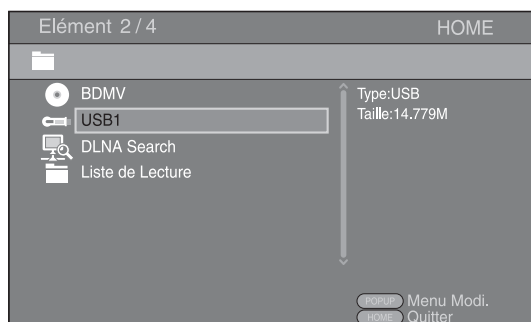 Elément 2/4 HOME
BDMV
USB1
DLNA Search
Liste de Lecture
Type:USB
Taille:14.779M
POPUP Menu Modi.
HOME Quitter